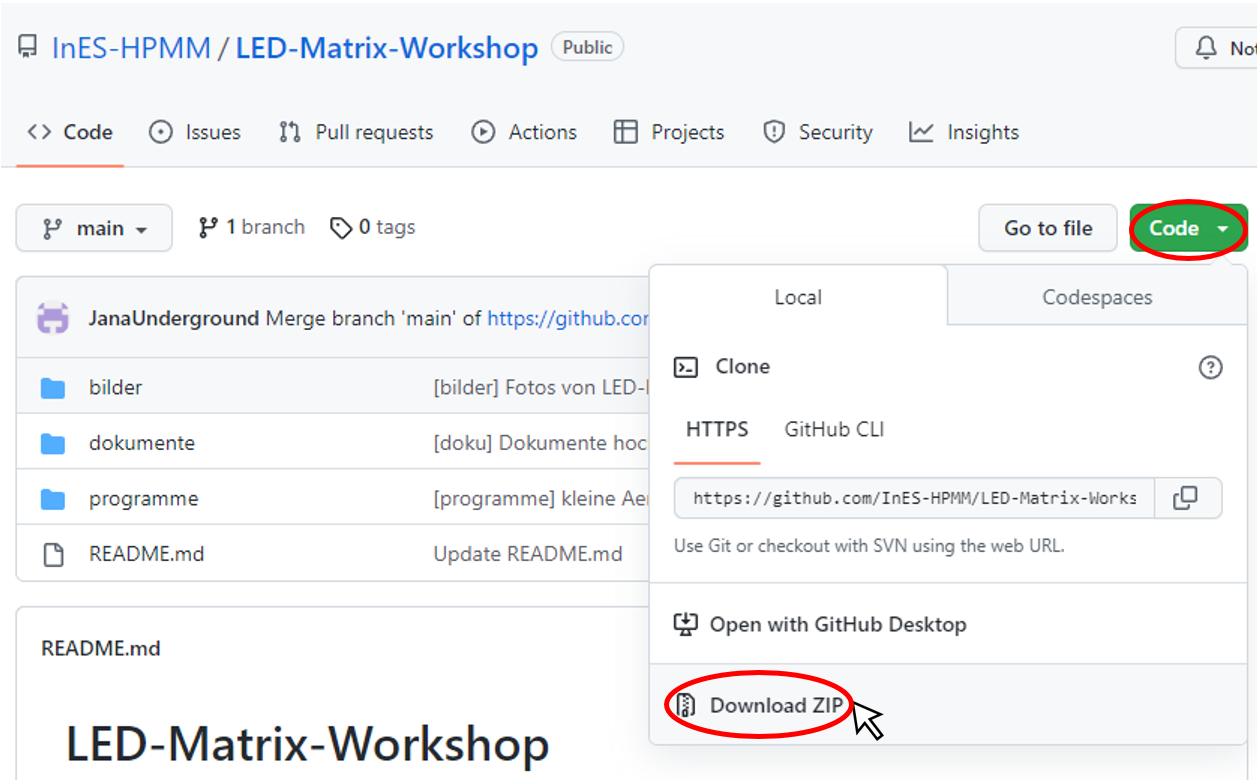 InES-HPMM / LED-Matrix-Workshop Public
Code Issues Pull requests Actions Projects Security Insights
main 1 branch 0 tags Go to file Code
JanaUnderground Merge branch 'main' of https://github.com
bilder [bilder] Fotos von LED-
dokumente [doku] Dokumente hoc
programme [programme] kleine Aen
README.md Update README.md
Local Codespaces
Clone
HTTPS GitHub CLI
https://github.com/InES-HPMM/LED-Matrix-Works
Use Git or checkout with SVN using the web URL.
Open with GitHub Desktop
Download ZIP
README.md
LED-Matrix-Workshop